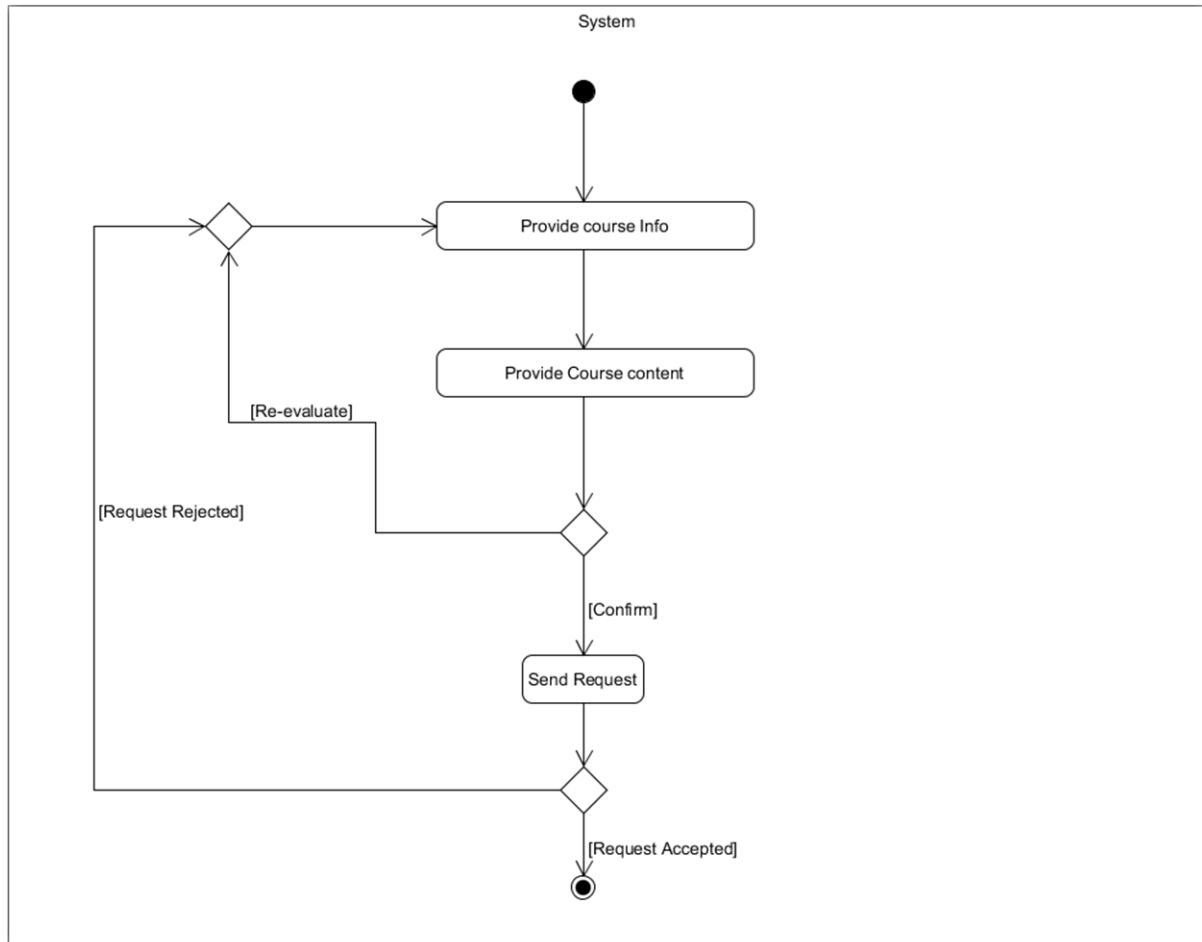 System
Provide course Info
Provide Course content
[Re-evaluate]
[Request Rejected]
[Confirm]
Send Request
[Request Accepted]